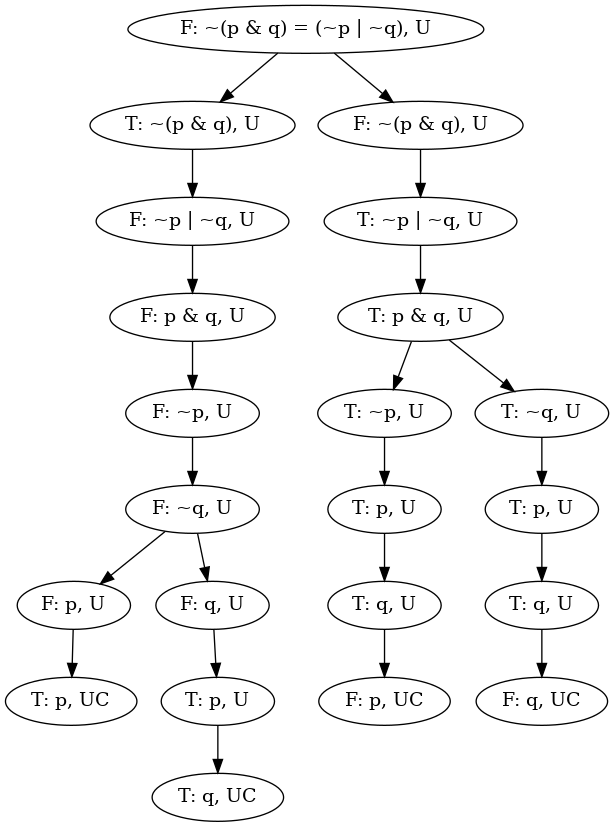 F: ~(p & q) = (~p | ~q), U
T: ~(p & q), U
F: ~(p & q), U
F: ~p | ~q, U
T: ~p | ~q, U
F: p & q, U
T: p & q, U
F: ~p, U
T: ~p, U
T: ~q, U
F: ~q, U
T: p, U
T: p, U
F: p, U
F: q, U
T: q, U
T: q, U
T: p, UC
T: p, U
F: p, UC
F: q, UC
T: q, UC